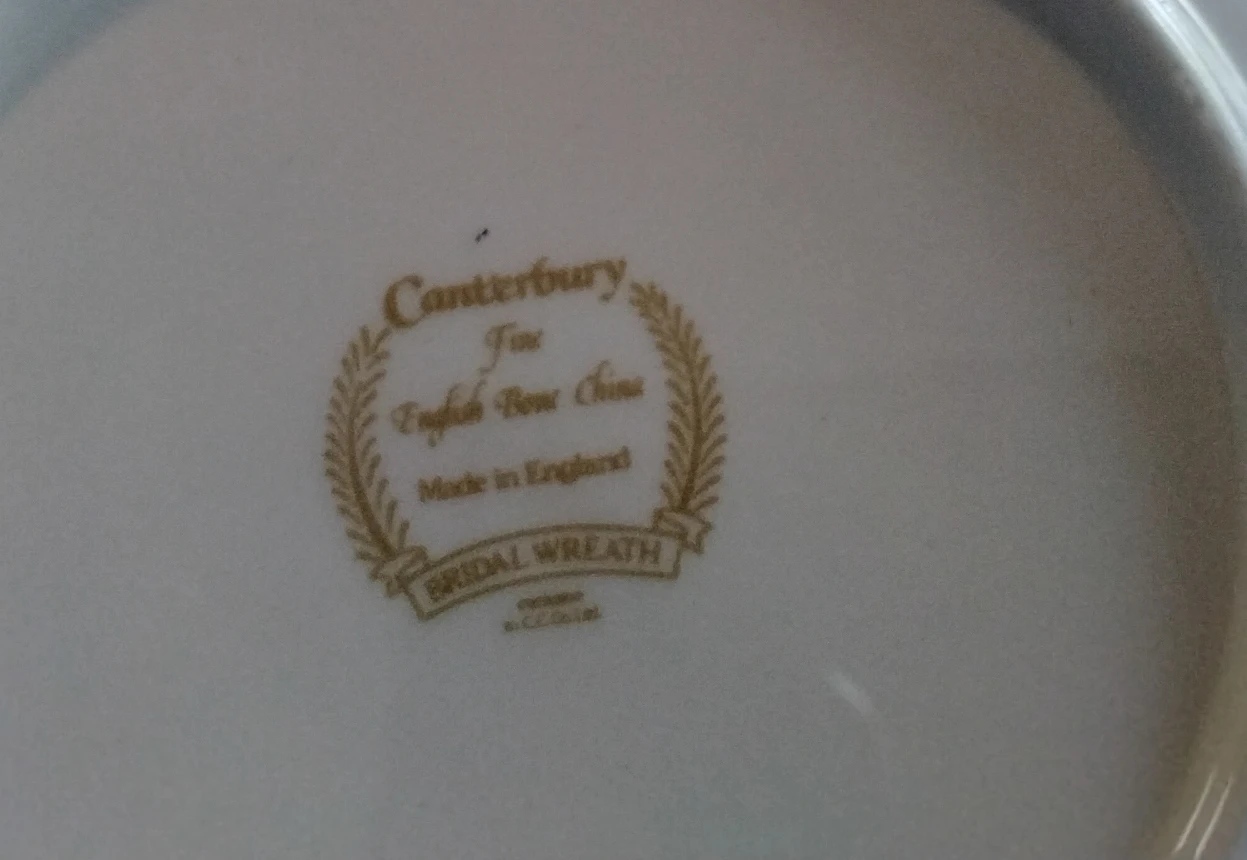 Canterbury
Fine
English Bone China
Made in England
BRIDAL WREATH